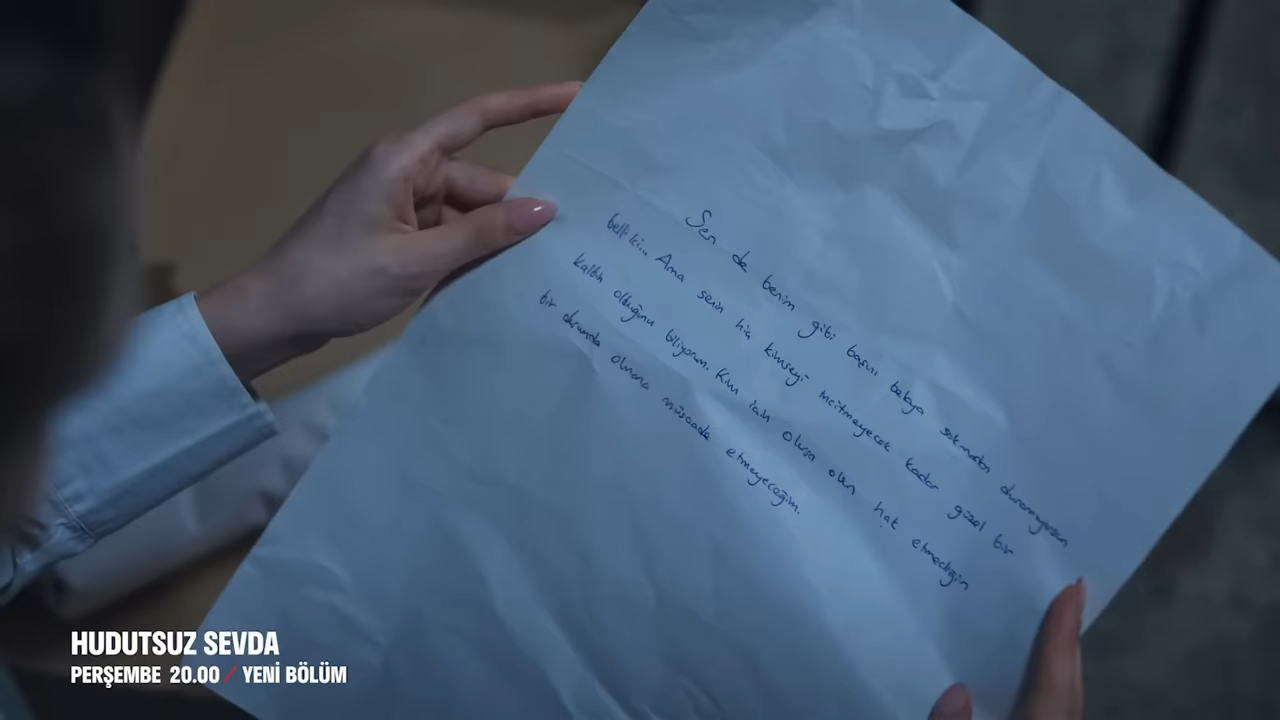 Sen de benim gibi başını belaya sokmadan duramıyorsun
belli ki. Ama senin hiç kimseyi incitmeyecek kadar güzel bir
kalbin olduğunu biliyorum. Kim için olursa olsun hak etmediğin
bir durumda olmana müsaade etmeyeceğim.
HUDUTSUZ SEVDA
PERŞEMBE 20.00 / YENİ BÖLÜM